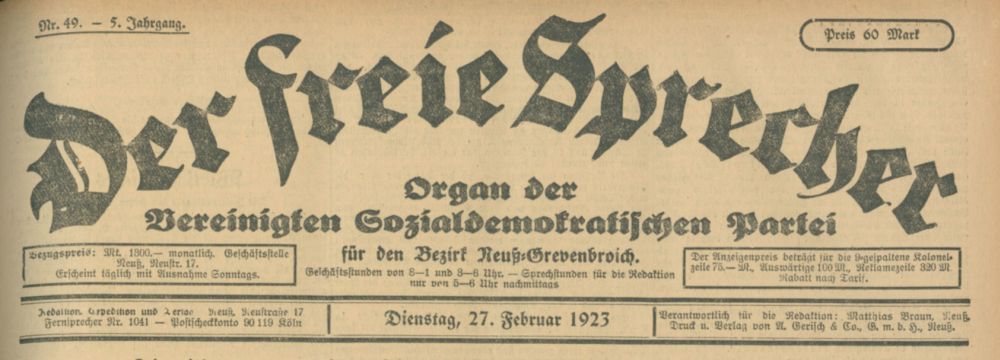 Nr. 49. — 5. Jahrgang.
Preis 60 Mark
Der freie Sprecher
Organ der
Vereinigten Sozialdemokratischen Partei
für den Bezirk Neuß-Grevenbroich.
Geschäftsstunden von 8—1 und 3—6 Uhr. — Sprechstunden für die Redaktion
nur von 5—6 Uhr nachmittags
Bezugspreis: Mk. 1300.— monatlich. Geschäftsstelle
Neuß, Neustr. 17.
Erscheint täglich mit Ausnahme Sonntags.
Der Anzeigenpreis beträgt für die 9-gespaltene Kolonel-
zeile 75.— M., Auswärtige 100 M., Reklamezeile 320 M
Rabatt nach Tarif.
Redaktion, Expedition und Verlag Neuß, Neustraße 17
Fernsprecher Nr. 1041 — Postscheckkonto 90 119 Köln
Dienstag, 27. Februar 1923
Verantwortlich für die Redaktion: Matthias Braun, Neuß.
Druck u. Verlag von A. Gerisch & Co., G. m. b. H., Neuß.